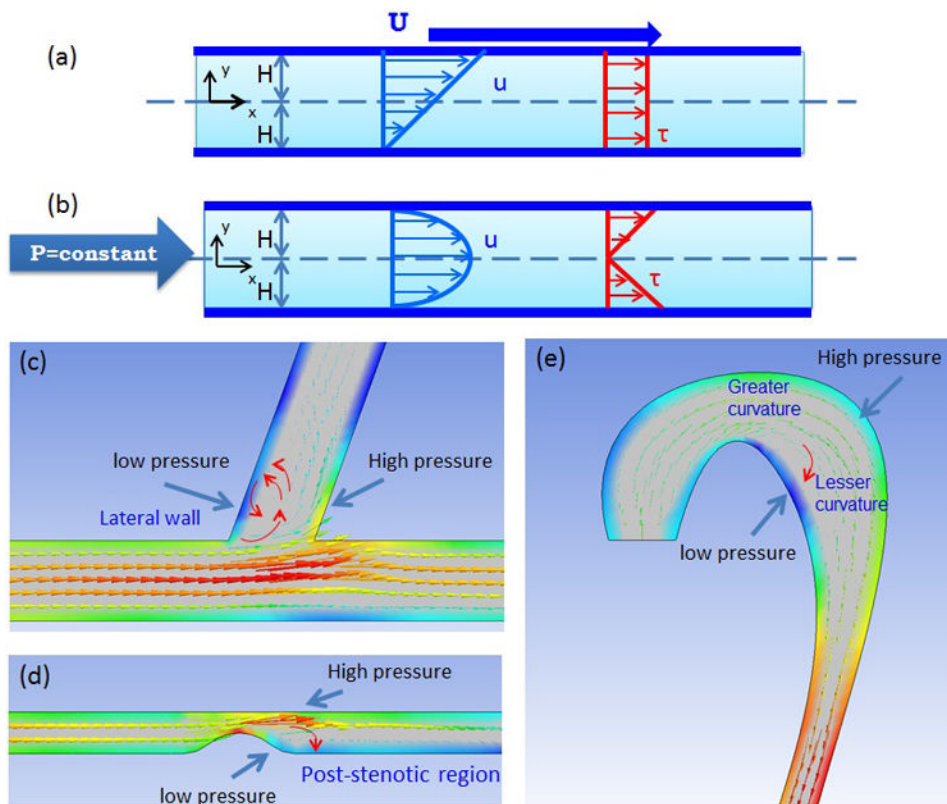 U
(a)
y
x
H
H
u
τ
(b)
P=constant
y
x
H
H
u
τ
(c)
low pressure
High pressure
Lateral wall
(d)
High pressure
low pressure
Post-stenotic region
(e)
High pressure
Greater
curvature
Lesser
curvature
low pressure